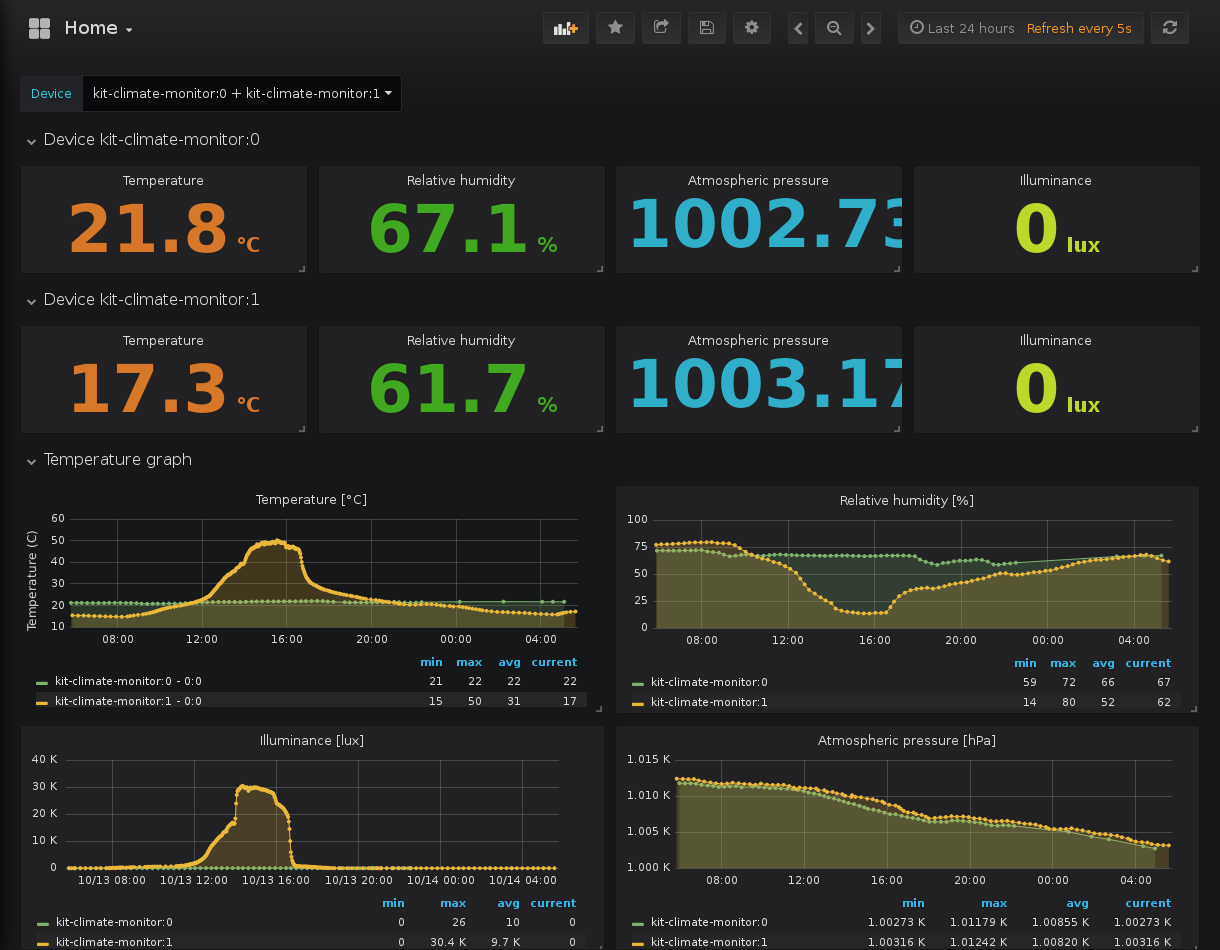 Home
Last 24 hours Refresh every 5s
Device kit-climate-monitor:0 + kit-climate-monitor:1
Device kit-climate-monitor:0
Temperature Relative humidity Atmospheric pressure Illuminance
21.8 °C 67.1 % 1002.73 0 lux
Device kit-climate-monitor:1
Temperature Relative humidity Atmospheric pressure Illuminance
17.3 °C 61.7 % 1003.17 0 lux
Temperature graph
Temperature [°C]
Temperature (C)
60
50
40
30
20
10
08:00 12:00 16:00 20:00 00:00 04:00
min max avg current
kit-climate-monitor:0 - 0:0 21 22 22 22
kit-climate-monitor:1 - 0:0 15 50 31 17
Relative humidity [%]
100
75
50
25
0
08:00 12:00 16:00 20:00 00:00 04:00
min max avg current
kit-climate-monitor:0 59 72 66 67
kit-climate-monitor:1 14 80 52 62
Illuminance [lux]
40 K
30 K
20 K
10 K
0
10/13 08:00 10/13 12:00 10/13 16:00 10/13 20:00 10/14 00:00 10/14 04:00
min max avg current
kit-climate-monitor:0 0 26 10 0
kit-climate-monitor:1 0 30.4 K 9.7 K 0
Atmospheric pressure [hPa]
1.015 K
1.010 K
1.005 K
1.000 K
08:00 12:00 16:00 20:00 00:00 04:00
min max avg current
kit-climate-monitor:0 1.00273 K 1.01179 K 1.00855 K 1.00273 K
kit-climate-monitor:1 1.00316 K 1.01242 K 1.00820 K 1.00316 K